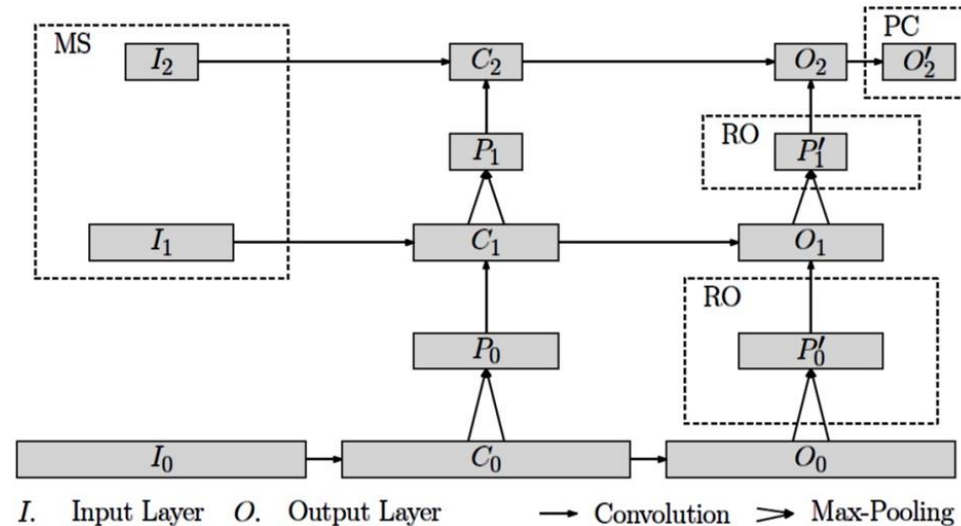 MS
PC
I₂ C₂ O₂ O′₂
RO
P₁ P′₁
I₁ C₁ O₁
RO
P₀ P′₀
I₀ C₀ O₀
I. Input Layer O. Output Layer Convolution Max-Pooling